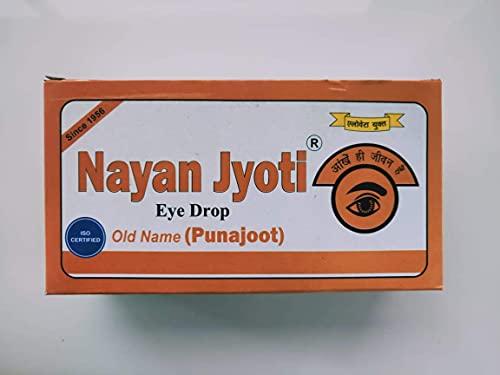 Since 1956
एलोवेरा युक्त
Nayan Jyoti®
आंखें ही जीवन है
Eye Drop
ISO
CERTIFIED
Old Name (Punajoot)